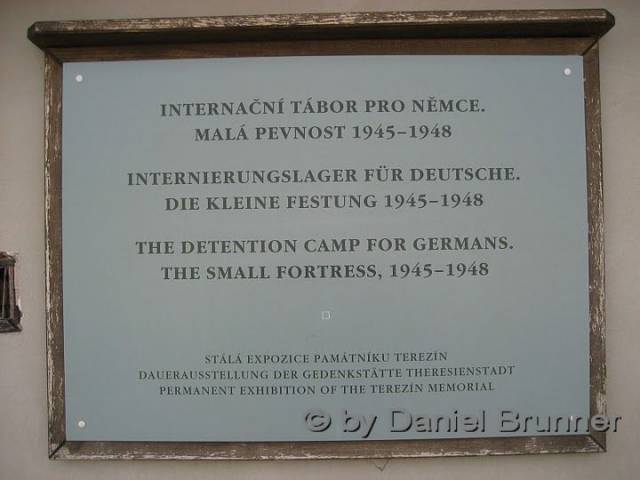 INTERNAČNÍ TÁBOR PRO NĚMCE.
MALÁ PEVNOST 1945–1948
INTERNIERUNGSLAGER FÜR DEUTSCHE.
DIE KLEINE FESTUNG 1945–1948
THE DETENTION CAMP FOR GERMANS.
THE SMALL FORTRESS, 1945–1948
STÁLÁ EXPOZICE PAMÁTNÍKU TEREZÍN
DAUERAUSSTELLUNG DER GEDENKSTÄTTE THERESIENSTADT
PERMANENT EXHIBITION OF THE TEREZÍN MEMORIAL
© by Daniel Brunner